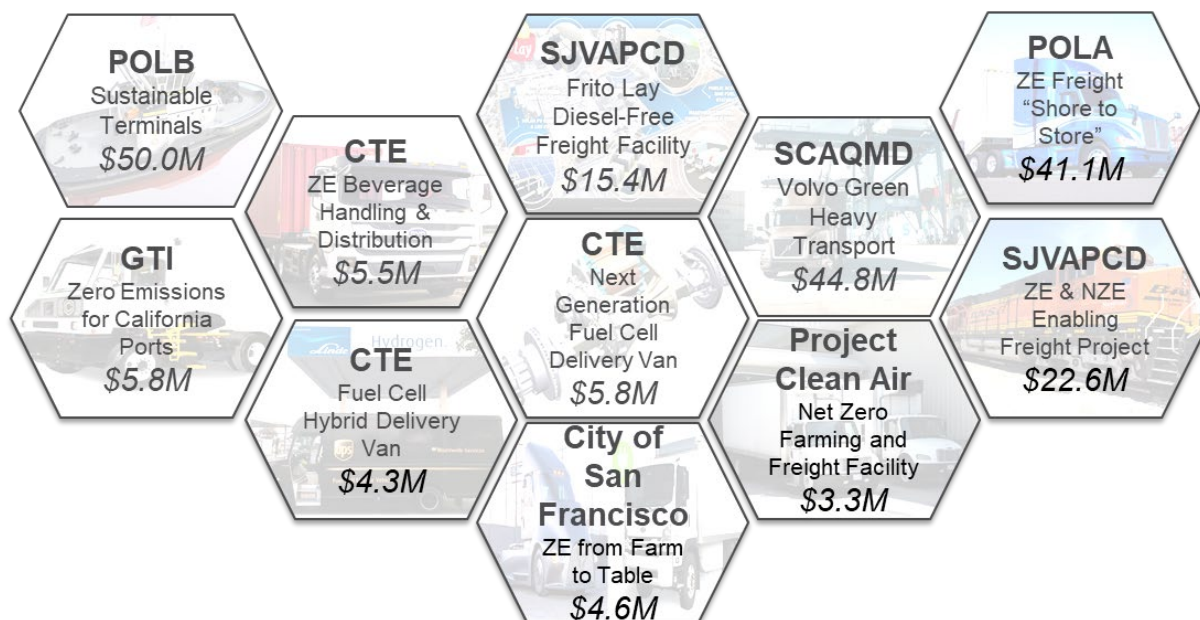 POLB
Sustainable
Terminals
$50.0M
CTE
ZE Beverage
Handling &
Distribution
$5.5M
SJVAPCD
Frito Lay
Diesel-Free
Freight Facility
$15.4M
SCAQMD
Volvo Green
Heavy
Transport
$44.8M
POLA
ZE Freight
“Shore to
Store”
$41.1M
GTI
Zero Emissions
for California
Ports
$5.8M
CTE
Fuel Cell
Hybrid Delivery
Van
$4.3M
Hydrogen
Linde
ups
CTE
Next
Generation
Fuel Cell
Delivery Van
$5.8M
Project
Clean Air
Net Zero
Farming and
Freight Facility
$3.3M
SJVAPCD
ZE & NZE
Enabling
Freight Project
$22.6M
City of
San
Francisco
ZE from Farm
to Table
$4.6M